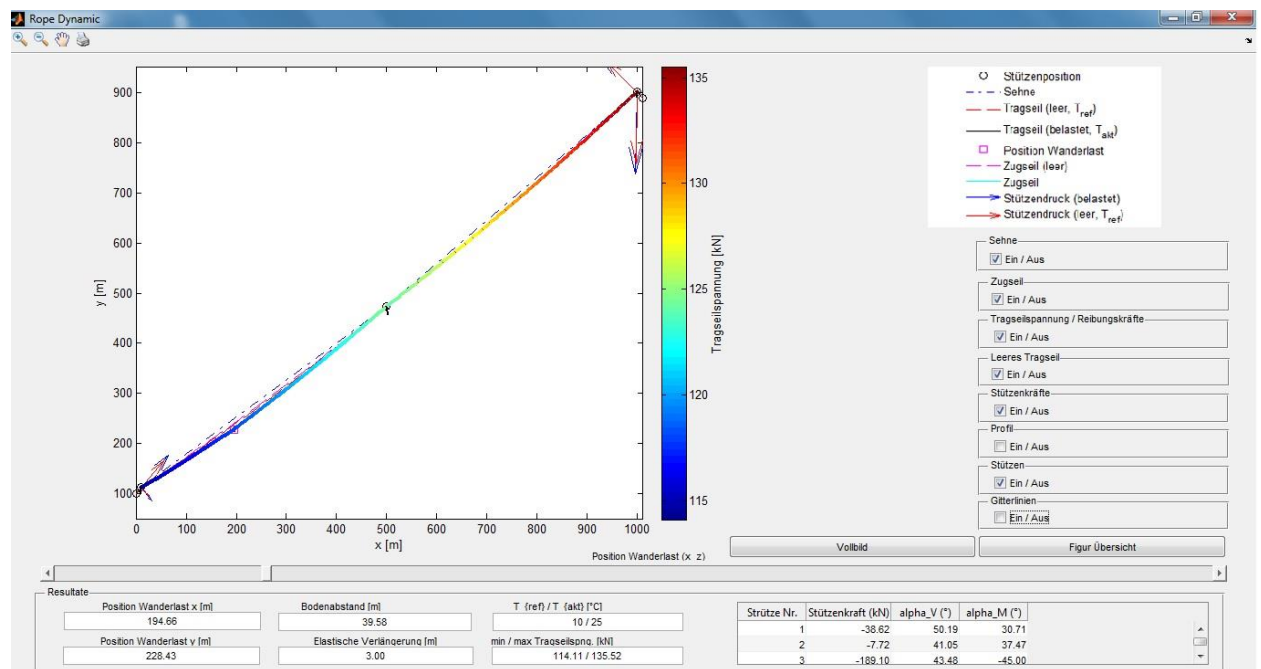 Rope Dynamic
900
800
700
600
500
400
300
200
100
y [m]
0 100 200 300 400 500 600 700 800 900 1000
x [m]
135
130
125
120
115
Tragseilspannung [kN]
Stützenposition
Sehne
Tragseil (leer, T_ref)
Tragseil (belastet, T_akt)
Position Wanderlast
Zugseil (leer)
Zugseil
Stützendruck (belastet)
Stützendruck (leer, T_ref)
Sehne
Ein / Aus
Zugseil
Ein / Aus
Tragseilspannung / Reibungskräfte
Ein / Aus
Leeres Tragseil
Ein / Aus
Stützenkräfte
Ein / Aus
Profil
Ein / Aus
Stützen
Ein / Aus
Gitterlinien
Ein / Aus
Position Wanderlast (x z)
Vollbild
Figur Übersicht
Resultate
Position Wanderlast x [m]
194.66
Position Wanderlast y [m]
228.43
Bodenabstand [m]
39.58
Elastische Verlängerung [m]
3.00
T_{ref} / T_{akt} [°C]
10 / 25
min / max Tragseilspng. [kN]
114.11 / 135.52
Strütze Nr. Stützenkraft (kN) alpha_V (°) alpha_M (°)
1 -38.62 50.19 30.71
2 -7.72 41.05 37.47
3 -189.10 43.48 -45.00